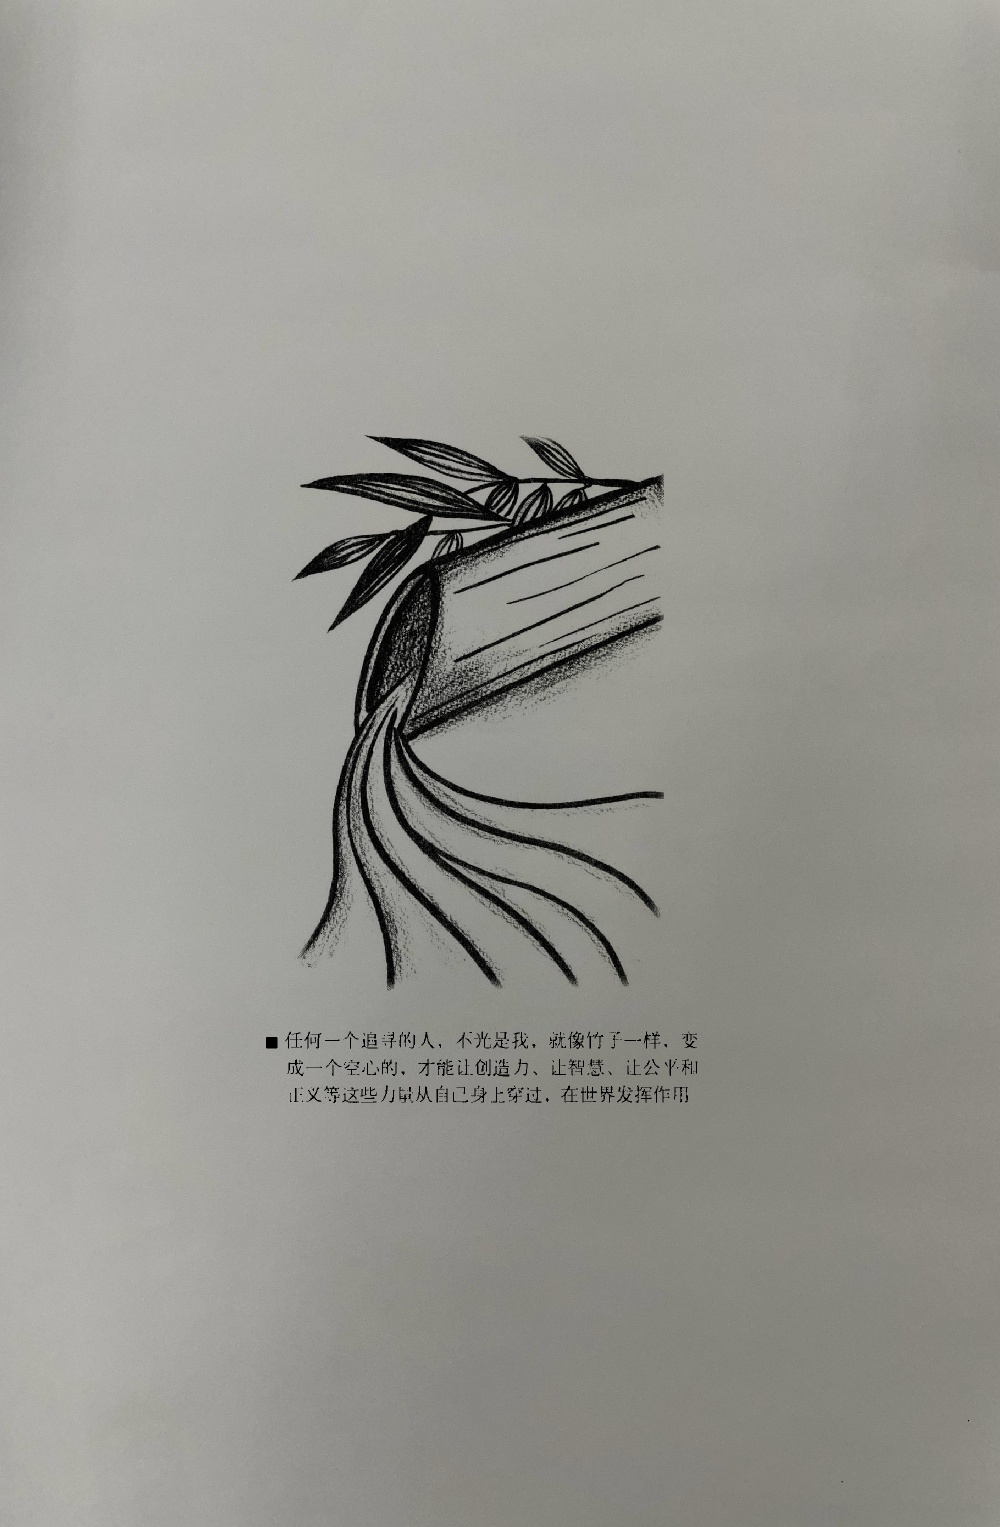 ■ 任何一个追寻的人，不光是我，就像竹子一样，变
成一个空心的，才能让创造力、让智慧、让公平和
正义等这些力量从自己身上穿过，在世界发挥作用